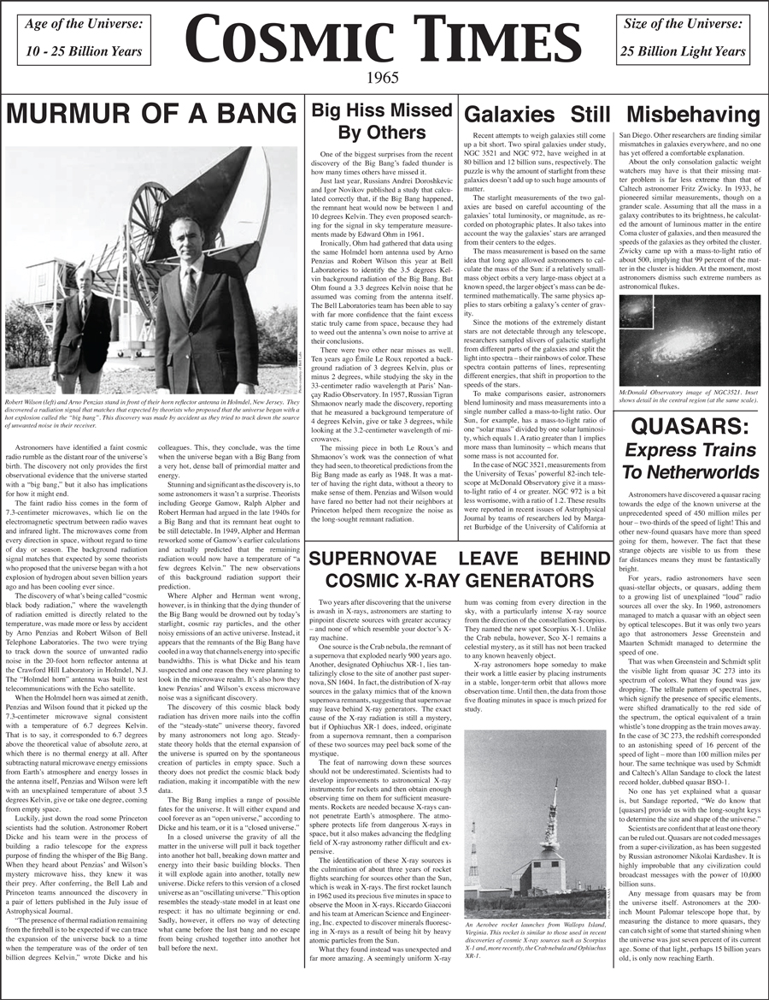 Age of the Universe:
10 - 25 Billion Years
COSMIC TIMES
1965
Size of the Universe:
25 Billion Light Years
MURMUR OF A BANG
Robert Wilson (left) and Arno Penzias stand in front of their horn reflector antenna in Holmdel, New Jersey. They
discovered a radiation signal that matches that expected by theorists who proposed that the universe began with a
hot explosion called the "big bang". This discovery was made by accident as they tried to track down the source
of unwanted noise in their receiver.
Astronomers have identified a faint cosmic
radio rumble as the distant roar of the universe's
birth. The discovery not only provides the first
observational evidence that the universe started
with a "big bang," but it also has implications
for how it might end.
The faint radio hiss comes in the form of
7.3-centimeter microwaves, which lie on the
electromagnetic spectrum between radio waves
and infrared light. The microwaves come from
every direction in space, without regard to time
of day or season. The background radiation
signal matches that expected by some theorists
who proposed that the universe began with a hot
explosion of hydrogen about seven billion years
ago and has been cooling ever since.
The discovery of what's being called "cosmic
black body radiation," where the wavelength
of radiation emitted is directly related to the
temperature, was made more or less by accident
by Arno Penzias and Robert Wilson of Bell
Telephone Laboratories. The two were trying
to track down the source of unwanted radio
noise in the 20-foot horn reflector antenna at
the Crawford Hill Laboratory in Holmdel, N.J.
The "Holmdel horn" antenna was built to test
telecommunications with the Echo satellite.
When the Holmdel horn was aimed at zenith,
Penzias and Wilson found that it picked up the
7.3-centimeter microwave signal consistent
with a temperature of 6.7 degrees Kelvin.
That is to say, it corresponded to 6.7 degrees
above the theoretical value of absolute zero, at
which there is no thermal energy at all. After
subtracting natural microwave energy emissions
from Earth's atmosphere and energy losses in
the antenna itself, Penzias and Wilson were left
with an unexplained temperature of about 3.5
degrees Kelvin, give or take one degree, coming
from empty space.
Luckily, just down the road some Princeton
scientists had the solution. Astronomer Robert
Dicke and his team were in the process of
building a radio telescope for the express
purpose of finding the whisper of the Big Bang.
When they heard about Penzias' and Wilson's
mystery microwave hiss, they knew it was
their prey. After conferring, the Bell Lab and
Princeton teams announced the discovery in
a pair of letters published in the July issue of
Astrophysical Journal.
"The presence of thermal radiation remaining
from the fireball is to be expected if we can trace
the expansion of the universe back to a time
when the temperature was of the order of ten
billion degrees Kelvin," wrote Dicke and his
colleagues. This, they conclude, was the time
when the universe began with a Big Bang from
a very hot, dense ball of primordial matter and
energy.
Stunning and significant as the discovery is, to
some astronomers it wasn't a surprise. Theorists
including George Gamow, Ralph Alpher and
Robert Herman had argued in the late 1940s for
a Big Bang and that its remnant heat ought to
be still detectable. In 1949, Alpher and Herman
reworked some of Gamow's earlier calculations
and actually predicted that the remaining
radiation would now have a temperature of "a
few degrees Kelvin." The new observations
of this background radiation support their
prediction.
Where Alpher and Herman went wrong,
however, is in thinking that the dying thunder of
the Big Bang would be drowned out by today's
starlight, cosmic ray particles, and the other
noisy emissions of an active universe. Instead, it
appears that the remnants of the Big Bang have
cooled in a way that channels energy into specific
bandwidths. This is what Dicke and his team
suspected and one reason they were planning to
look in the microwave realm. It's also how they
knew Penzias' and Wilson's excess microwave
noise was a significant discovery.
The discovery of this cosmic black body
radiation has driven more nails into the coffin
of the "steady-state" universe theory, favored
by many astronomers not long ago. Steady-
state theory holds that the eternal expansion of
the universe is spurred on by the spontaneous
creation of particles in empty space. Such a
theory does not predict the cosmic black body
radiation, making it incompatible with the new
data.
The Big Bang implies a range of possible
fates for the universe. It will either expand and
cool forever as an "open universe," according to
Dicke and his team, or it is a "closed universe."
In a closed universe the gravity of all the
matter in the universe will pull it back together
into another hot ball, breaking down matter and
energy into their basic building blocks. Then
it will explode again into another, totally new
universe. Dicke refers to this version of a closed
universe as an "oscillating universe." This option
resembles the steady-state model in at least one
respect: it has no ultimate beginning or end.
Sadly, however, it offers no way of detecting
what came before the last bang and no escape
from being crushed together into another hot
ball before the next.
Big Hiss Missed
By Others
One of the biggest surprises from the recent
discovery of the Big Bang's faded thunder is
how many times others have missed it.
Just last year, Russians Andrei Doroshkevic
and Igor Novikov published a study that calcu-
lated correctly that, if the Big Bang happened,
the remnant heat would now be between 1 and
10 degrees Kelvin. They even proposed search-
ing for the signal in sky temperature measure-
ments made by Edward Ohm in 1961.
Ironically, Ohm had gathered that data using
the same Holmdel horn antenna used by Arno
Penzias and Robert Wilson this year at Bell
Laboratories to identify the 3.5 degrees Kel-
vin background radiation of the Big Bang. But
Ohm found a 3.3 degrees Kelvin noise that he
assumed was coming from the antenna itself.
The Bell Laboratories team has been able to say
with far more confidence that the faint excess
static truly came from space, because they had
to weed out the antenna's own noise to arrive at
their conclusions.
There were two other near misses as well.
Ten years ago Émile Le Roux reported a back-
ground radiation of 3 degrees Kelvin, plus or
minus 2 degrees, while studying the sky in the
33-centimeter radio wavelength at Paris' Nan-
çay Radio Observatory. In 1957, Russian Tigran
Shmaonov nearly made the discovery, reporting
that he measured a background temperature of
4 degrees Kelvin, give or take 3 degrees, while
looking at the 3.2-centimeter wavelength of mi-
crowaves.
The missing piece in both Le Roux's and
Shmaonov's work was the connection of what
they had seen, to theoretical predictions from the
Big Bang made as early as 1948. It was a mat-
ter of having the right data, without a theory to
make sense of them. Penzias and Wilson would
have fared no better had not their neighbors at
Princeton helped them recognize the noise as
the long-sought remnant radiation.
Galaxies Still Misbehaving
Recent attempts to weigh galaxies still come
up a bit short. Two spiral galaxies under study,
NGC 3521 and NGC 972, have weighed in at
80 billion and 12 billion suns, respectively. The
puzzle is why the amount of starlight from these
galaxies doesn't add up to such huge amounts of
matter.
The starlight measurements of the two gal-
axies are based on careful accounting of the
galaxies' total luminosity, or magnitude, as re-
corded on photographic plates. It also takes into
account the way the galaxies' stars are arranged
from their centers to the edges.
The mass measurement is based on the same
idea that long ago allowed astronomers to cal-
culate the mass of the Sun: if a relatively small-
mass object orbits a very large-mass object at a
known speed, the larger object's mass can be de-
termined mathematically. The same physics ap-
plies to stars orbiting a galaxy's center of grav-
ity.
Since the motions of the extremely distant
stars are not detectable through any telescope,
researchers sampled slivers of galactic starlight
from different parts of the galaxies and split the
light into spectra – their rainbows of color. These
spectra contain patterns of lines, representing
different energies, that shift in proportion to the
speeds of the stars.
To make comparisons easier, astronomers
blend luminosity and mass measurements into a
single number called a mass-to-light ratio. Our
Sun, for example, has a mass-to-light ratio of
one "solar mass" divided by one solar luminosi-
ty, which equals 1. A ratio greater than 1 implies
more mass than luminosity – which means that
some mass is not accounted for.
In the case of NGC 3521, measurements from
the University of Texas' powerful 82-inch tele-
scope at McDonald Observatory give it a mass-
to-light ratio of 4 or greater. NGC 972 is a bit
less worrisome, with a ratio of 1.2. These results
were reported in recent issues of Astrophysical
Journal by teams of researchers led by Marga-
ret Burbidge of the University of California at
San Diego. Other researchers are finding similar
mismatches in galaxies everywhere, and no one
has yet offered a comfortable explanation.
About the only consolation galactic weight
watchers may have is that their missing mat-
ter problem is far less extreme than that of
Caltech astronomer Fritz Zwicky. In 1933, he
pioneered similar measurements, though on a
grander scale. Assuming that all the mass in a
galaxy contributes to its brightness, he calculat-
ed the amount of luminous matter in the entire
Coma cluster of galaxies, and then measured the
speeds of the galaxies as they orbited the cluster.
Zwicky came up with a mass-to-light ratio of
about 500, implying that 99 percent of the mat-
ter in the cluster is hidden. At the moment, most
astronomers dismiss such extreme numbers as
astronomical flukes.
McDonald Observatory image of NGC3521. Inset
shows detail in the central region (at the same scale).
SUPERNOVAE LEAVE BEHIND
COSMIC X-RAY GENERATORS
Two years after discovering that the universe
is awash in X-rays, astronomers are starting to
pinpoint discrete sources with greater accuracy
– and none of which resemble your doctor's X-
ray machine.
One source is the Crab nebula, the remnant of
a supernova that exploded nearly 900 years ago.
Another, designated Ophiuchus XR-1, lies tan-
talizingly close to the site of another past super-
nova, SN 1604. In fact, the distribution of X-ray
sources in the galaxy mimics that of the known
supernova remnants, suggesting that supernovae
may leave behind X-ray generators. The exact
cause of the X-ray radiation is still a mystery,
but if Ophiuchus XR-1 does, indeed, originate
from a supernova remnant, then a comparison
of these two sources may peel back some of the
mystique.
The feat of narrowing down these sources
should not be underestimated. Scientists had to
develop improvements to astronomical X-ray
instruments for rockets and then obtain enough
observing time on them for sufficient measure-
ments. Rockets are needed because X-rays can-
not penetrate Earth's atmosphere. The atmo-
sphere protects life from dangerous X-rays in
space, but it also makes advancing the fledgling
field of X-ray astronomy rather difficult and ex-
pensive.
The identification of these X-ray sources is
the culmination of about three years of rocket
flights searching for sources other than the Sun,
which is weak in X-rays. The first rocket launch
in 1962 used its precious five minutes in space to
observe the Moon in X-rays. Riccardo Giacconi
and his team at American Science and Engineer-
ing, Inc. expected to discover minerals fluoresc-
ing in X-rays as a result of being hit by heavy
atomic particles from the Sun.
What they found instead was unexpected and
far more amazing. A seemingly uniform X-ray
hum was coming from every direction in the
sky, with a particularly intense X-ray source
from the direction of the constellation Scorpius.
They named the new spot Scorpius X-1. Unlike
the Crab nebula, however, Sco X-1 remains a
celestial mystery, as it still has not been tracked
to any known heavenly object.
X-ray astronomers hope someday to make
their work a little easier by placing instruments
in a stable, longer-term orbit that allows more
observation time. Until then, the data from those
five floating minutes in space is much prized for
study.
An Aerobee rocket launches from Wallops Island,
Virginia. This rocket is similar to those used in recent
discoveries of cosmic X-ray sources such as Scorpius
X-1 and, more recently, the Crab nebula and Ophiuchus
XR-1.
QUASARS:
Express Trains
To Netherworlds
Astronomers have discovered a quasar racing
towards the edge of the known universe at the
unprecedented speed of 450 million miles per
hour – two-thirds of the speed of light! This and
other new-found quasars have more than speed
going for them, however. The fact that these
strange objects are visible to us from these
far distances means they must be fantastically
bright.
For years, radio astronomers have seen
quasi-stellar objects, or quasars, adding them
to a growing list of unexplained "loud" radio
sources all over the sky. In 1960, astronomers
managed to match a quasar with an object seen
by optical telescopes. But it was only two years
ago that astronomers Jesse Greenstein and
Maarten Schmidt managed to determine the
speed of one.
That was when Greenstein and Schmidt split
the visible light from quasar 3C 273 into its
spectrum of colors. What they found was jaw
dropping. The telltale pattern of spectral lines,
which signify the presence of specific elements,
were shifted dramatically to the red side of
the spectrum, the optical equivalent of a train
whistle's tone dropping as the train moves away.
In the case of 3C 273, the redshift corresponded
to an astonishing speed of 16 percent of the
speed of light – more than 100 million miles per
hour. The same technique was used by Schmidt
and Caltech's Allan Sandage to clock the latest
record holder, dubbed quasar BSO-1.
No one has yet explained what a quasar
is, but Sandage reported, "We do know that
[quasars] provide us with the long-sought keys
to determine the size and shape of the universe."
Scientists are confident that at least one theory
can be ruled out. Quasars are not coded messages
from a super-civilization, as has been suggested
by Russian astronomer Nikolai Kardashev. It is
highly improbable that any civilization could
broadcast messages with the power of 10,000
billion suns.
Any message from quasars may be from
the universe itself. Astronomers at the 200-
inch Mount Palomar telescope hope that, by
measuring the distance to more quasars, they
can catch sight of some that started shining when
the universe was just seven percent of its current
age. Some of that light, perhaps 15 billion years
old, is only now reaching Earth.